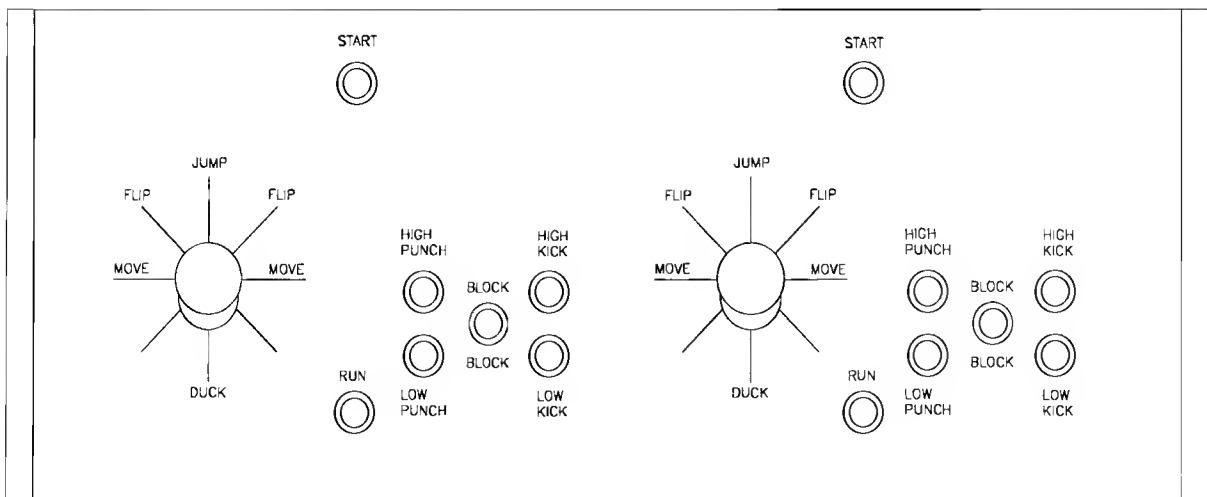 START
START
JUMP
FLIP
FLIP
MOVE
MOVE
HIGH
PUNCH
HIGH
KICK
BLOCK
BLOCK
RUN
LOW
PUNCH
LOW
KICK
DUCK
JUMP
FLIP
FLIP
MOVE
MOVE
HIGH
PUNCH
HIGH
KICK
BLOCK
BLOCK
RUN
LOW
PUNCH
LOW
KICK
DUCK